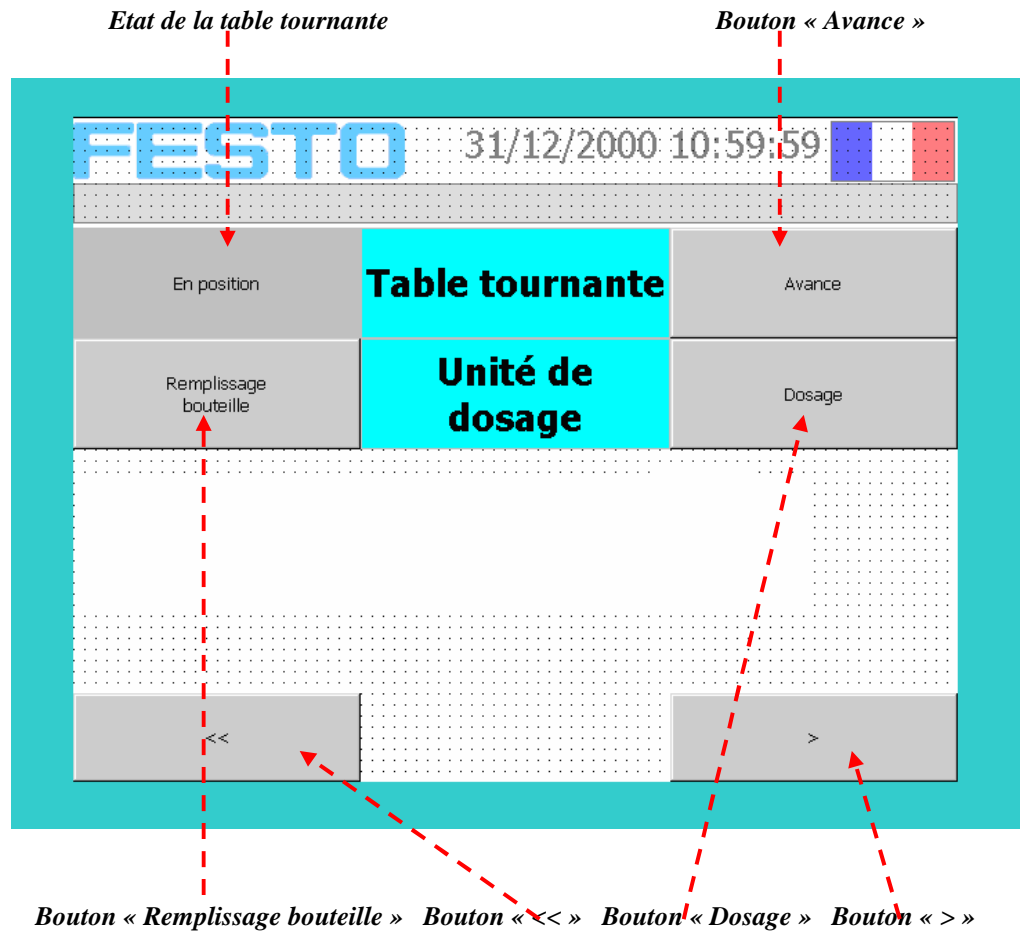 Etat de la table tournante
Bouton « Avance »
FESTO
31/12/2000 10:59:59
En position
Table tournante
Avance
Remplissage
bouteille
Unité de
dosage
Dosage
<<
>
Bouton « Remplissage bouteille »
Bouton « << »
Bouton « Dosage »
Bouton « > »